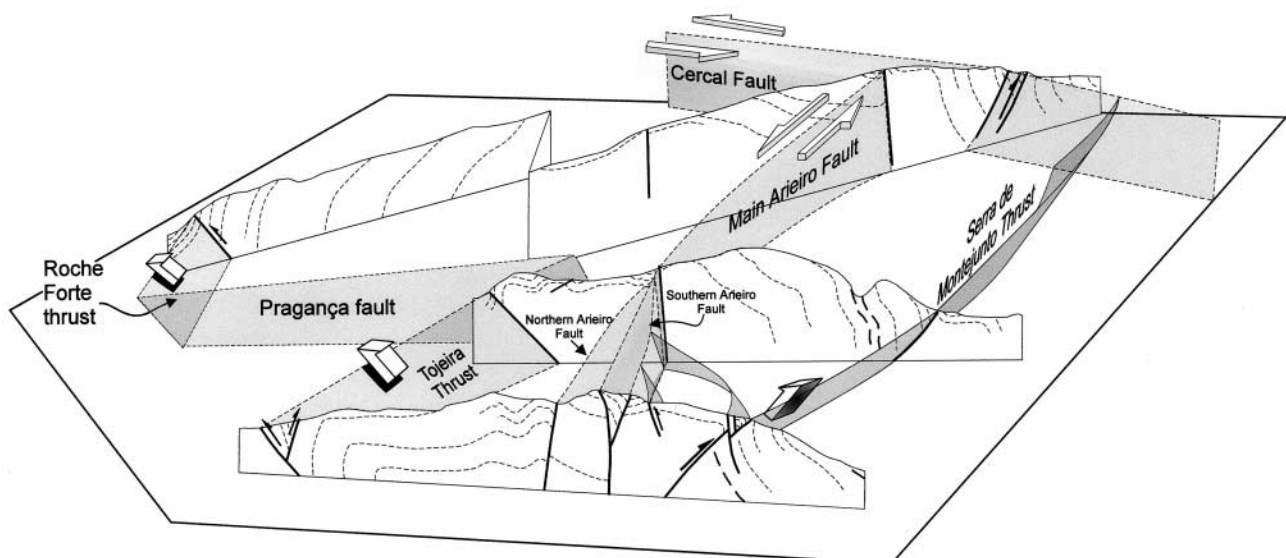 Cercal Fault
Main Arieiro Fault
Serra de
Montejunto Thrust
Roche
Forte
thrust
Pragança fault
Southern Arieiro
Fault
Northern Arieiro
Fault
Tojeira
Thrust